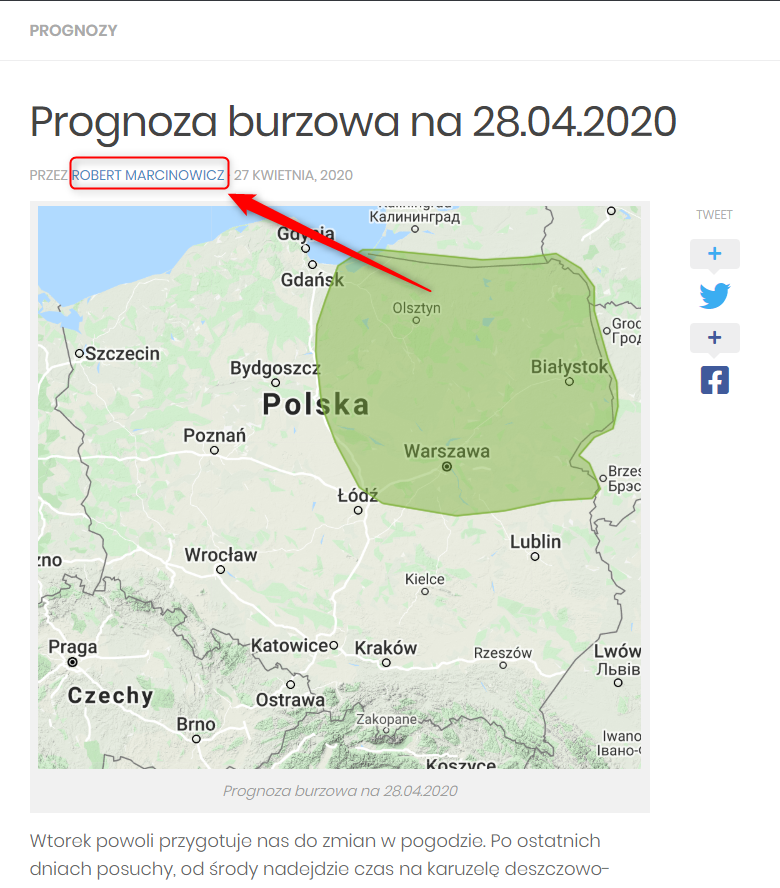 PROGNOZY
Prognoza burzowa na 28.04.2020
PRZEZ ROBERT MARCINOWICZ 27 KWIETNIA, 2020
TWEET
Калининград
Gdynia
Gdańsk
Olsztyn
Szczecin
Białystok
Bydgoszcz
Polska
Poznań
Warszawa
Brzes
Брэс
Łódź
Lublin
Wrocław
zno
Kielce
Praga
Katowice
Kraków
Rzeszów
Lwów
Львів
Czechy
Ostrawa
Zakopane
Brno
Iwano
Івано-
Koszyce
Prognoza burzowa na 28.04.2020
Wtorek powoli przygotuje nas do zmian w pogodzie. Po ostatnich
dniach posuchy, od środy nadejdzie czas na karuzelę deszczowo-